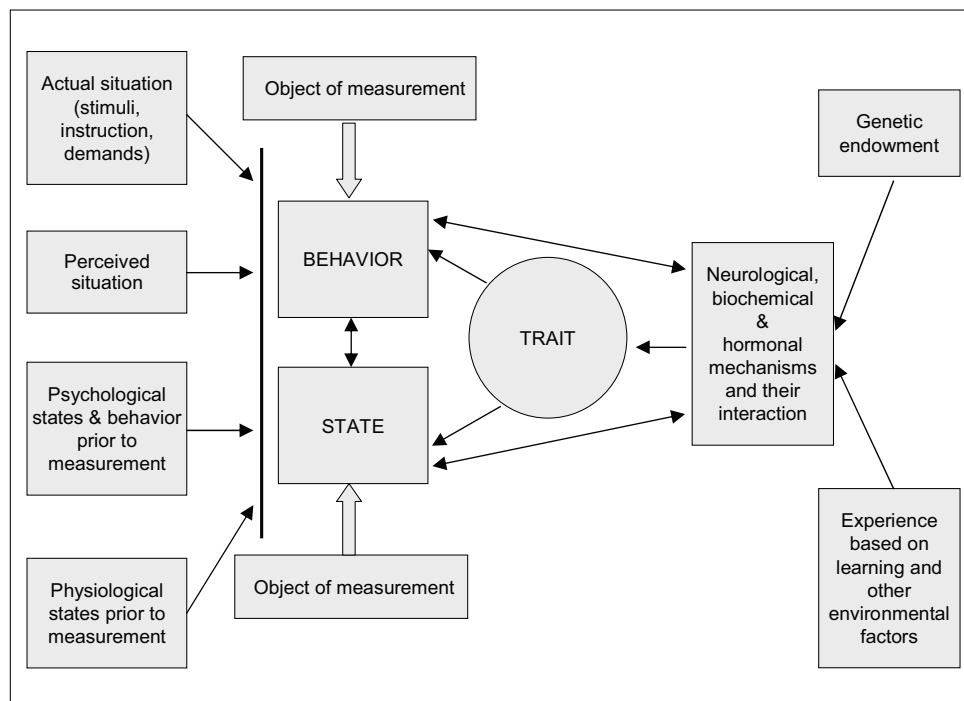 Actual situation
(stimuli,
instruction,
demands)
Object of measurement
Genetic
endowment
Perceived
situation
BEHAVIOR
TRAIT
Neurological,
biochemical
&
hormonal
mechanisms
and their
interaction
Psychological
states & behavior
prior to
measurement
STATE
Physiological
states prior to
measurement
Object of measurement
Experience
based on
learning and
other
environmental
factors